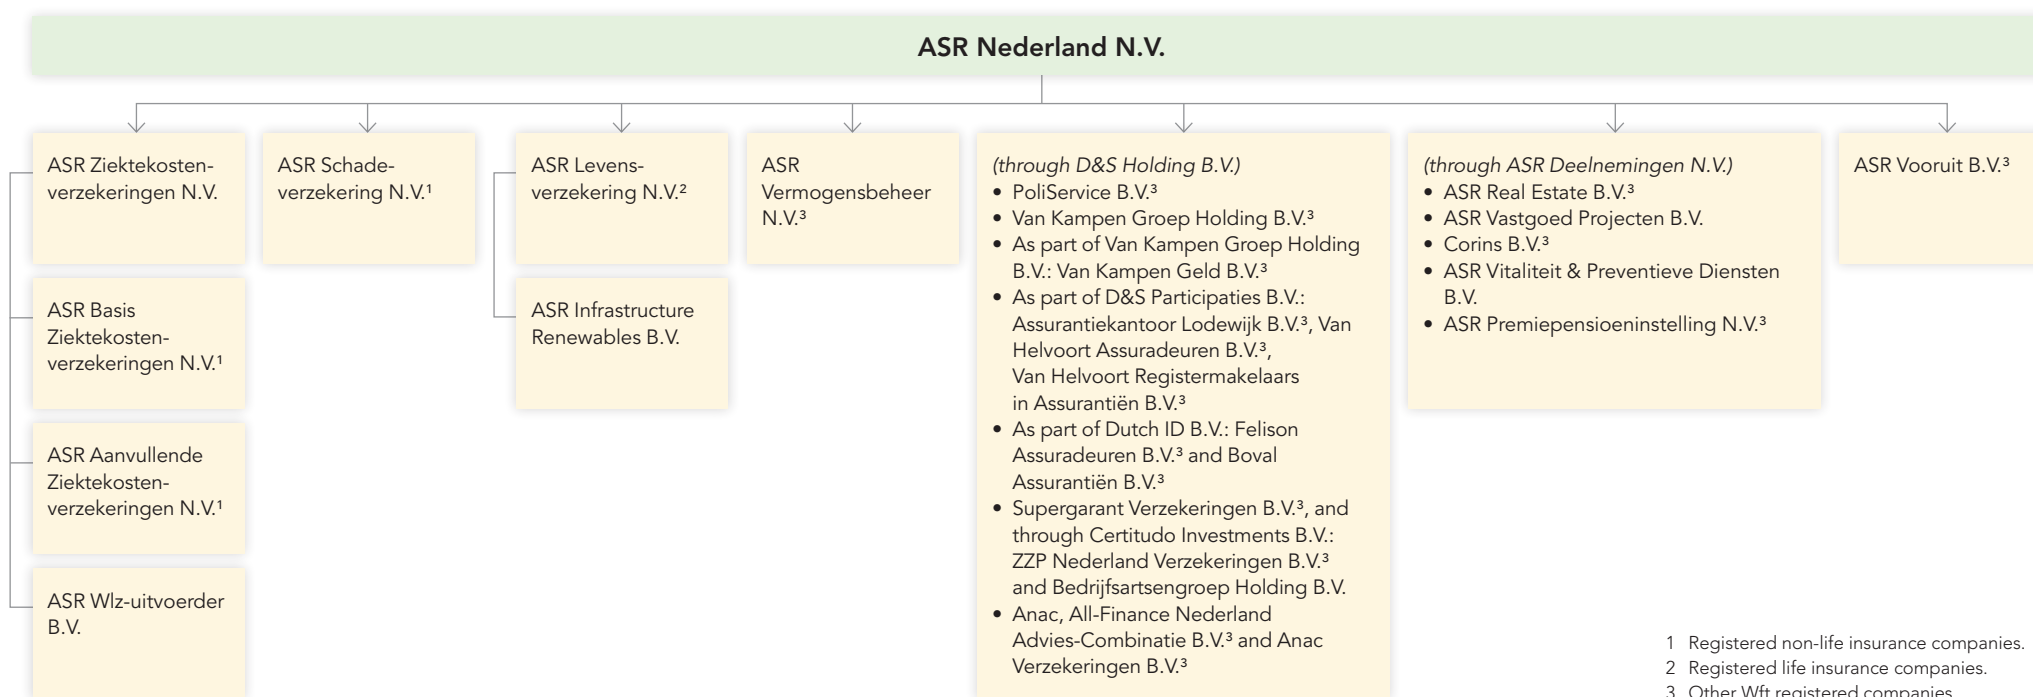 ASR Nederland N.V.
ASR Ziektekosten-
verzekeringen N.V.
ASR Basis
Ziektekosten-
verzekeringen N.V.¹
ASR Aanvullende
Ziektekosten-
verzekeringen N.V.¹
ASR Wlz-uitvoerder
B.V.
ASR Schade-
verzekering N.V.¹
ASR Levens-
verzekering N.V.²
ASR Infrastructure
Renewables B.V.
ASR
Vermogensbeheer
N.V.³
(through D&S Holding B.V.)
• PoliService B.V.³
• Van Kampen Groep Holding B.V.³
• As part of Van Kampen Groep Holding
B.V.: Van Kampen Geld B.V.³
• As part of D&S Participaties B.V.:
Assurantiekantoor Lodewijk B.V.³, Van
Helvoort Assuradeuren B.V.³,
Van Helvoort Registermakelaars
in Assurantiën B.V.³
• As part of Dutch ID B.V.: Felison
Assuradeuren B.V.³ and Boval
Assurantiën B.V.³
• Supergarant Verzekeringen B.V.³, and
through Certitudo Investments B.V.:
ZZP Nederland Verzekeringen B.V.³
and Bedrijfsartsengroep Holding B.V.
• Anac, All-Finance Nederland
Advies-Combinatie B.V.³ and Anac
Verzekeringen B.V.³
(through ASR Deelnemingen N.V.)
• ASR Real Estate B.V.³
• ASR Vastgoed Projecten B.V.
• Corins B.V.³
• ASR Vitaliteit & Preventieve Diensten
B.V.
• ASR Premiepensioeninstelling N.V.³
ASR Vooruit B.V.³
1 Registered non-life insurance companies.
2 Registered life insurance companies.
3 Other Wft registered companies